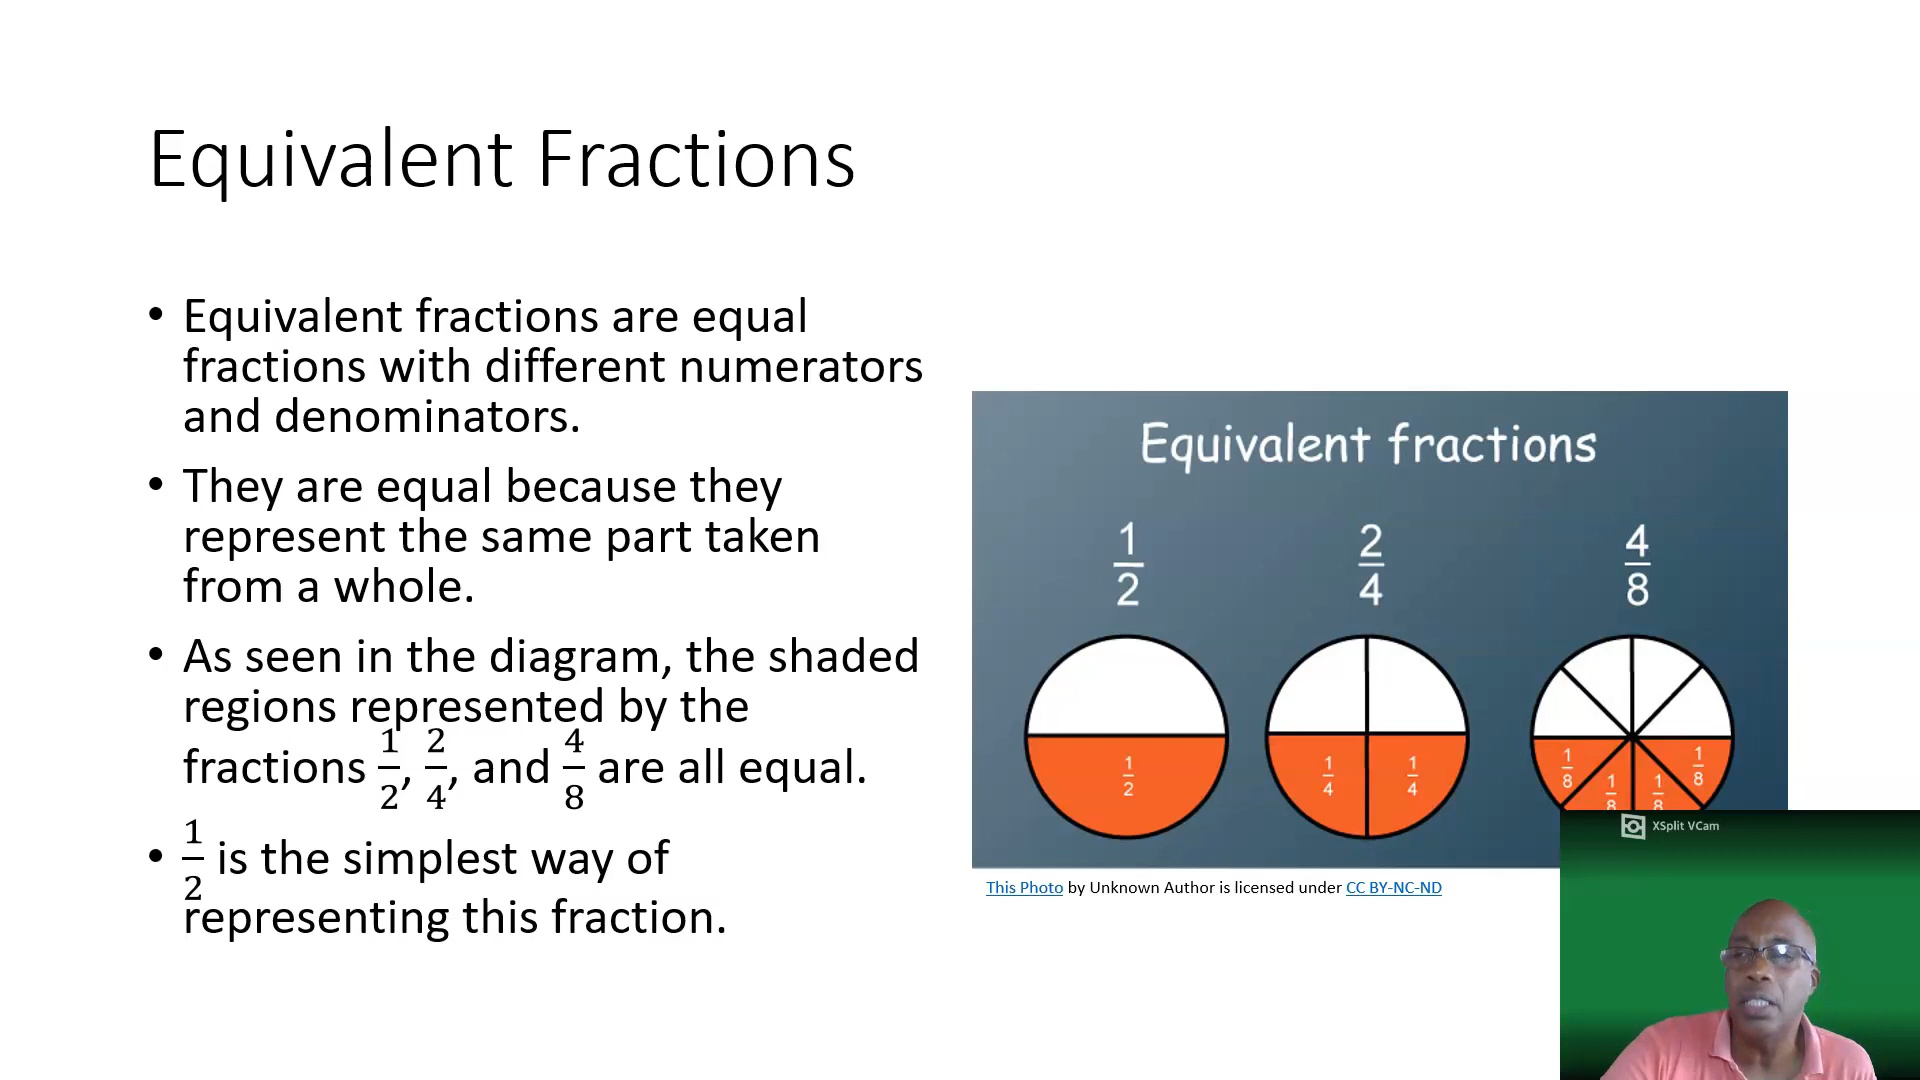 Equivalent Fractions
• Equivalent fractions are equal
fractions with different numerators
and denominators.
• They are equal because they
represent the same part taken
from a whole.
• As seen in the diagram, the shaded
regions represented by the
fractions 1/2, 2/4, and 4/8 are all equal.
• 1/2 is the simplest way of
representing this fraction.
Equivalent fractions
1/2 2/4 4/8
1/2 1/4 1/4 1/8 1/8 1/8 1/8
This Photo by Unknown Author is licensed under CC BY-NC-ND
XSplit VCam